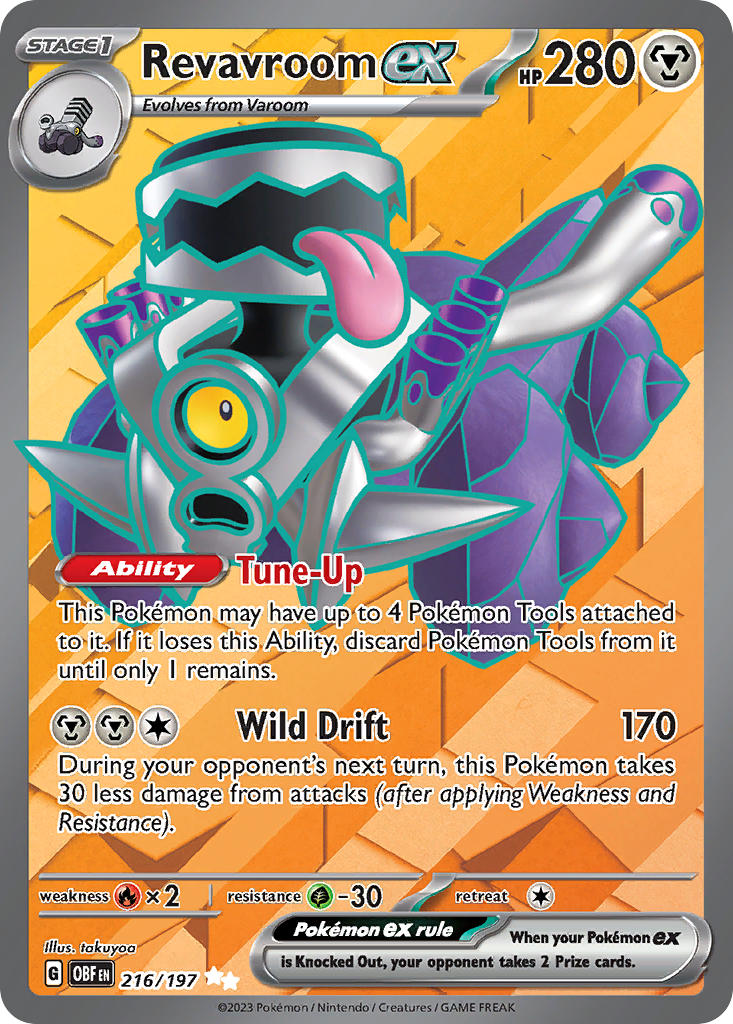 STAGE 1
Revavroom ex
HP 280
Evolves from Varoom
Ability Tune-Up
This Pokémon may have up to 4 Pokémon Tools attached
to it. If it loses this Ability, discard Pokémon Tools from it
until only 1 remains.
Wild Drift 170
During your opponent's next turn, this Pokémon takes
30 less damage from attacks (after applying Weakness and
Resistance).
weakness ×2 resistance -30 retreat
Illus. takuyoa
Pokémon ex rule When your Pokémon ex
is Knocked Out, your opponent takes 2 Prize cards.
G OBF EN 216/197
©2023 Pokémon / Nintendo / Creatures / GAME FREAK